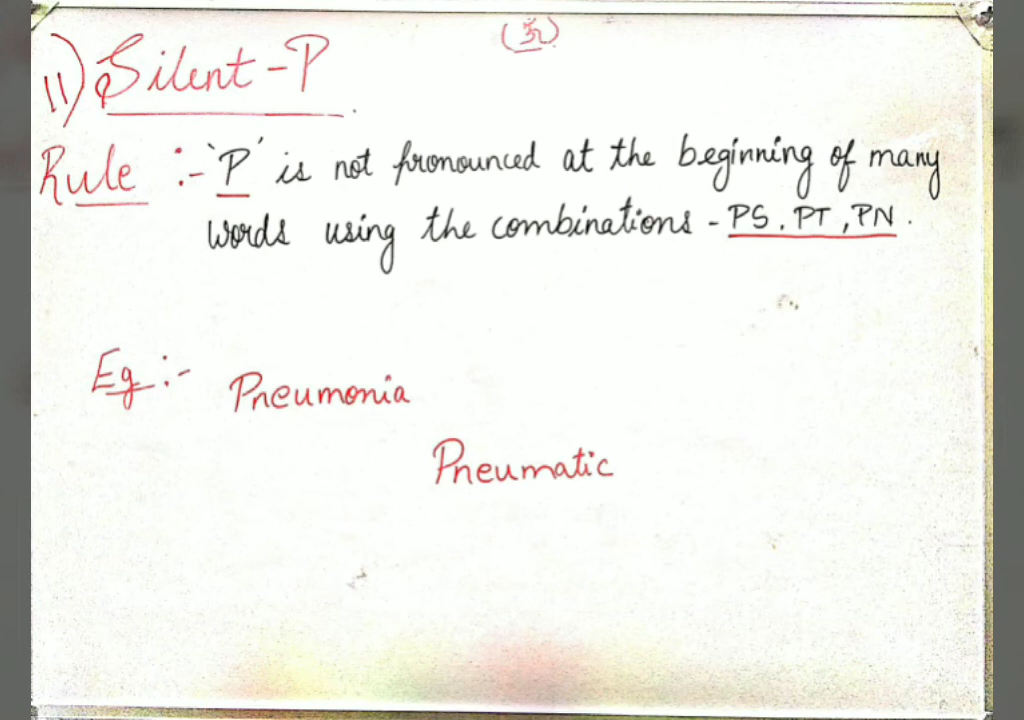 11) Silent-P
Rule :- 'P' is not pronounced at the beginning of many
words using the combinations - PS, PT, PN.
Eg :- Pneumonia
Pneumatic